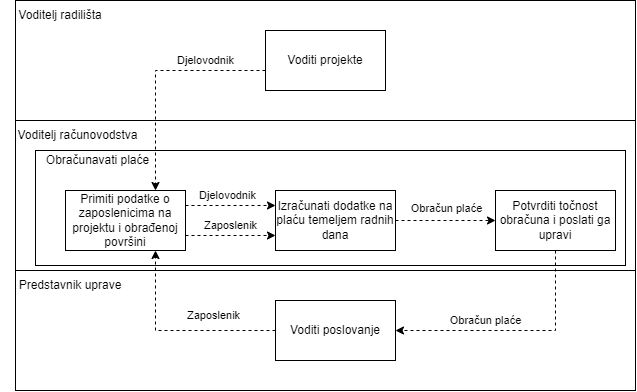 Voditelj radilišta
Voditi projekte
Djelovodnik
Voditelj računovodstva
Obračunavati plaće
Primiti podatke o
zaposlenicima na
projektu i obrađenoj
površini
Djelovodnik
Zaposlenik
Izračunati dodatke na
plaću temeljem radnih
dana
Obračun plaće
Potvrditi točnost
obračuna i poslati ga
upravi
Predstavnik uprave
Zaposlenik
Voditi poslovanje
Obračun plaće